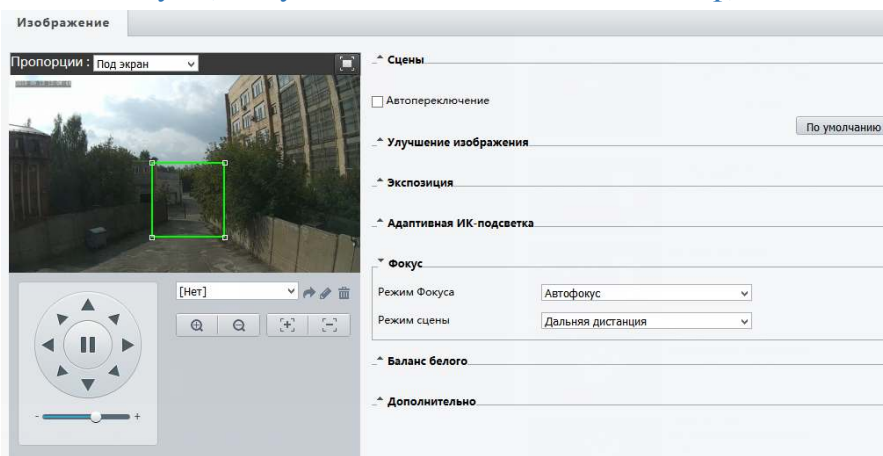 Изображение
Пропорции : Под экран
Сцены
Автопереключение
По умолчанию
Улучшение изображения
Экспозиция
Адаптивная ИК-подсветка
Фокус
[Нет]
Режим Фокуса Автофокус
Режим сцены Дальняя дистанция
Баланс белого
Дополнительно
- +